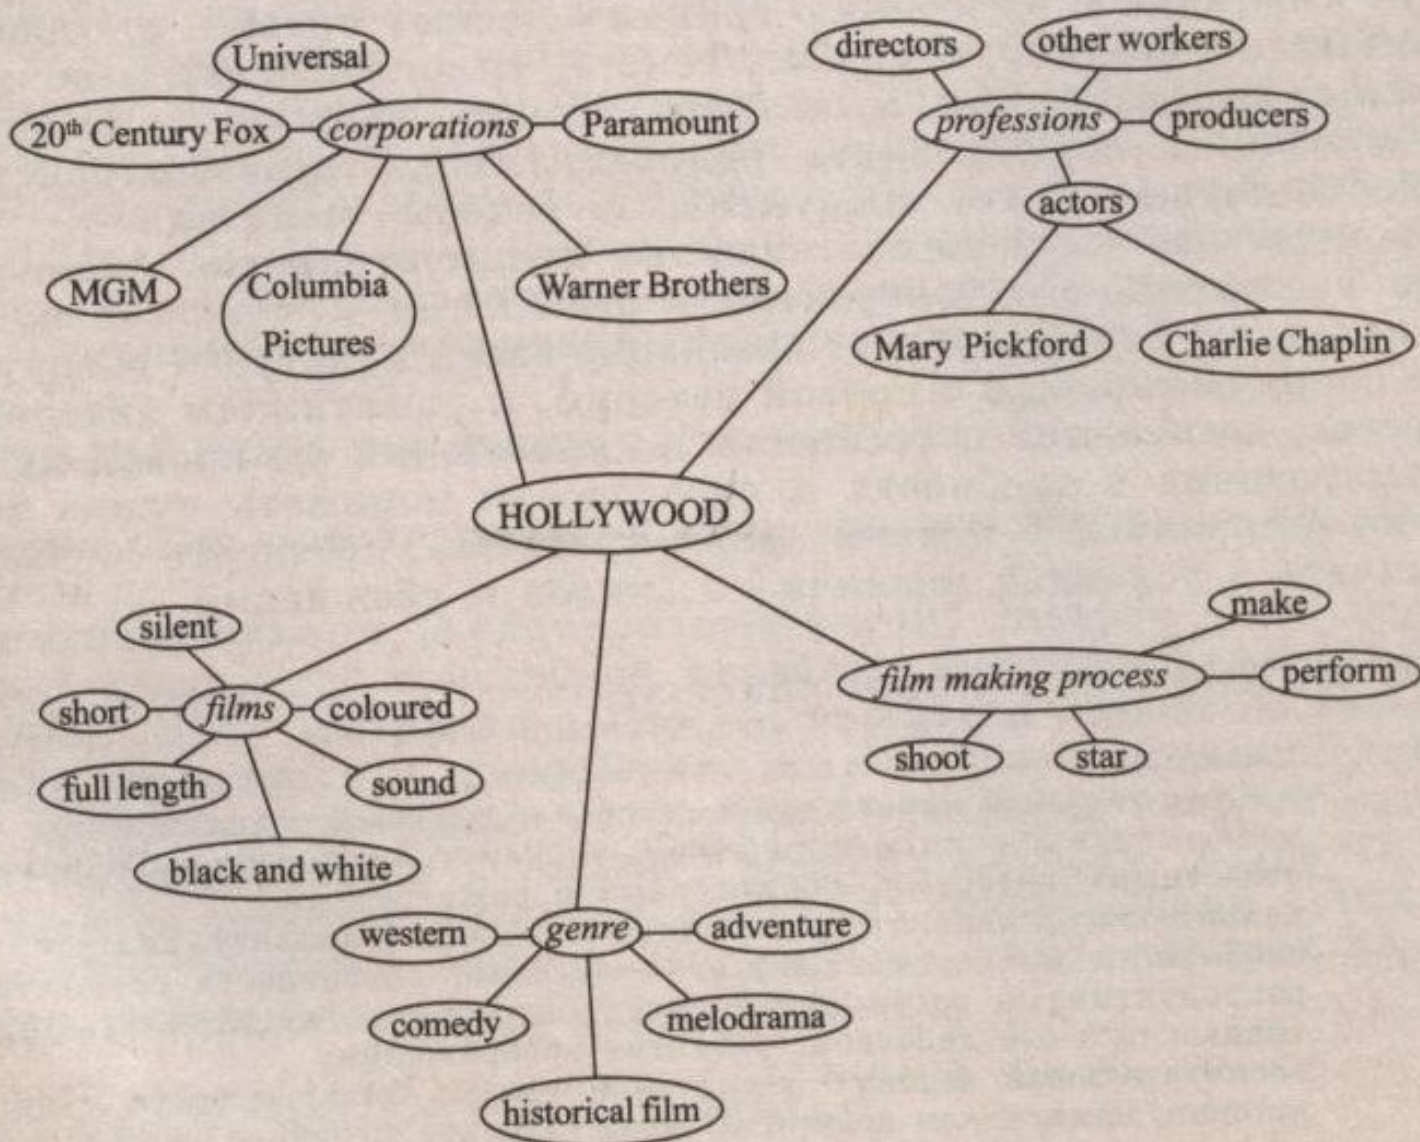 Universal
20th Century Fox
corporations
Paramount
MGM
Columbia
Pictures
Warner Brothers
directors
other workers
professions
producers
actors
Mary Pickford
Charlie Chaplin
HOLLYWOOD
silent
short
films
coloured
full length
sound
black and white
make
film making process
perform
shoot
star
western
genre
adventure
comedy
melodrama
historical film